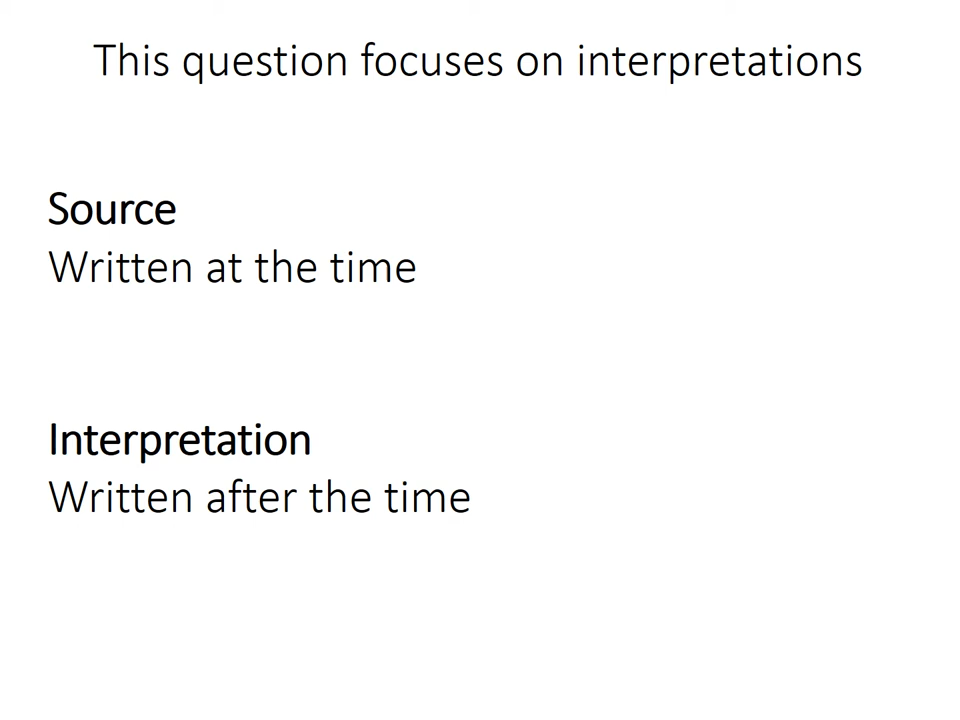 This question focuses on interpretations
Source
Written at the time
Interpretation
Written after the time